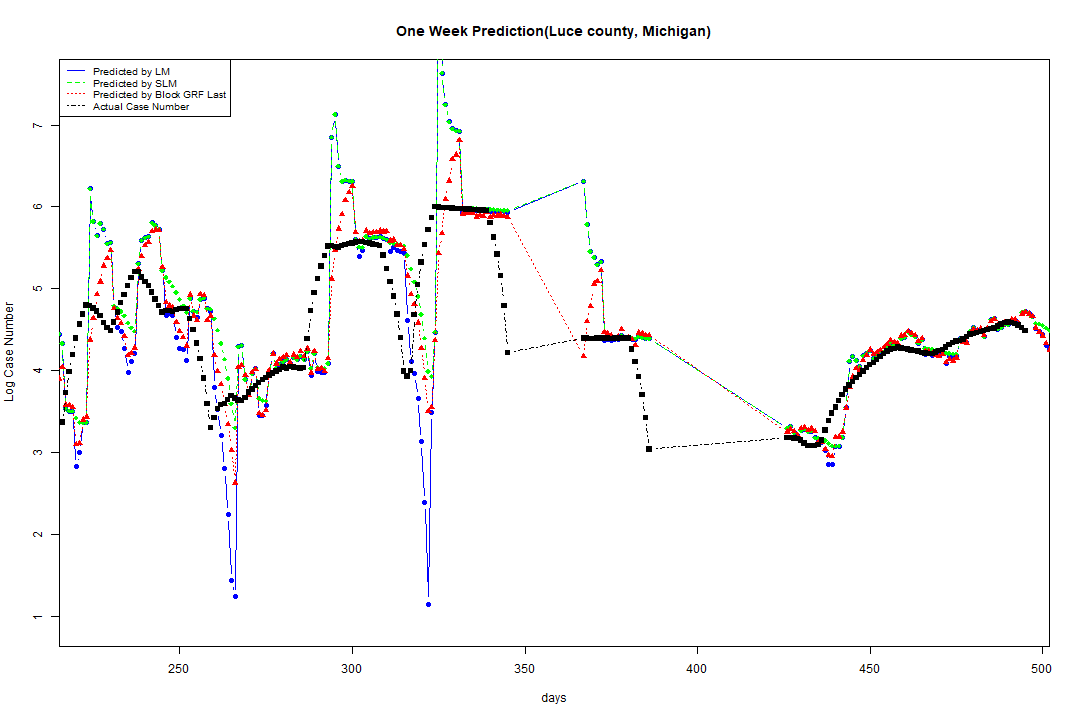 One Week Prediction(Luce county, Michigan)
Predicted by LM
Predicted by SLM
Predicted by Block GRF Last
Actual Case Number
Log Case Number
7
6
5
4
3
2
1
250 300 350 400 450 500
days